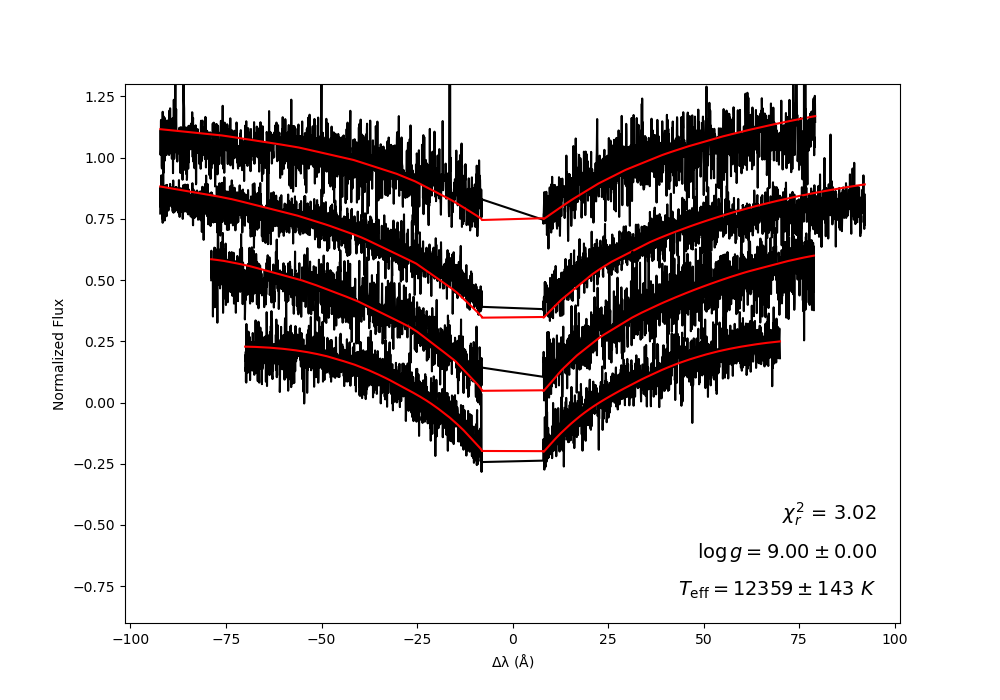 1.25
1.00
0.75
0.50
0.25
0.00
−0.25
−0.50
−0.75
Normalized Flux
χ²ᵣ = 3.02
log g = 9.00 ± 0.00
T_eff = 12359 ± 143 K
−100 −75 −50 −25 0 25 50 75 100
Δλ (Å)